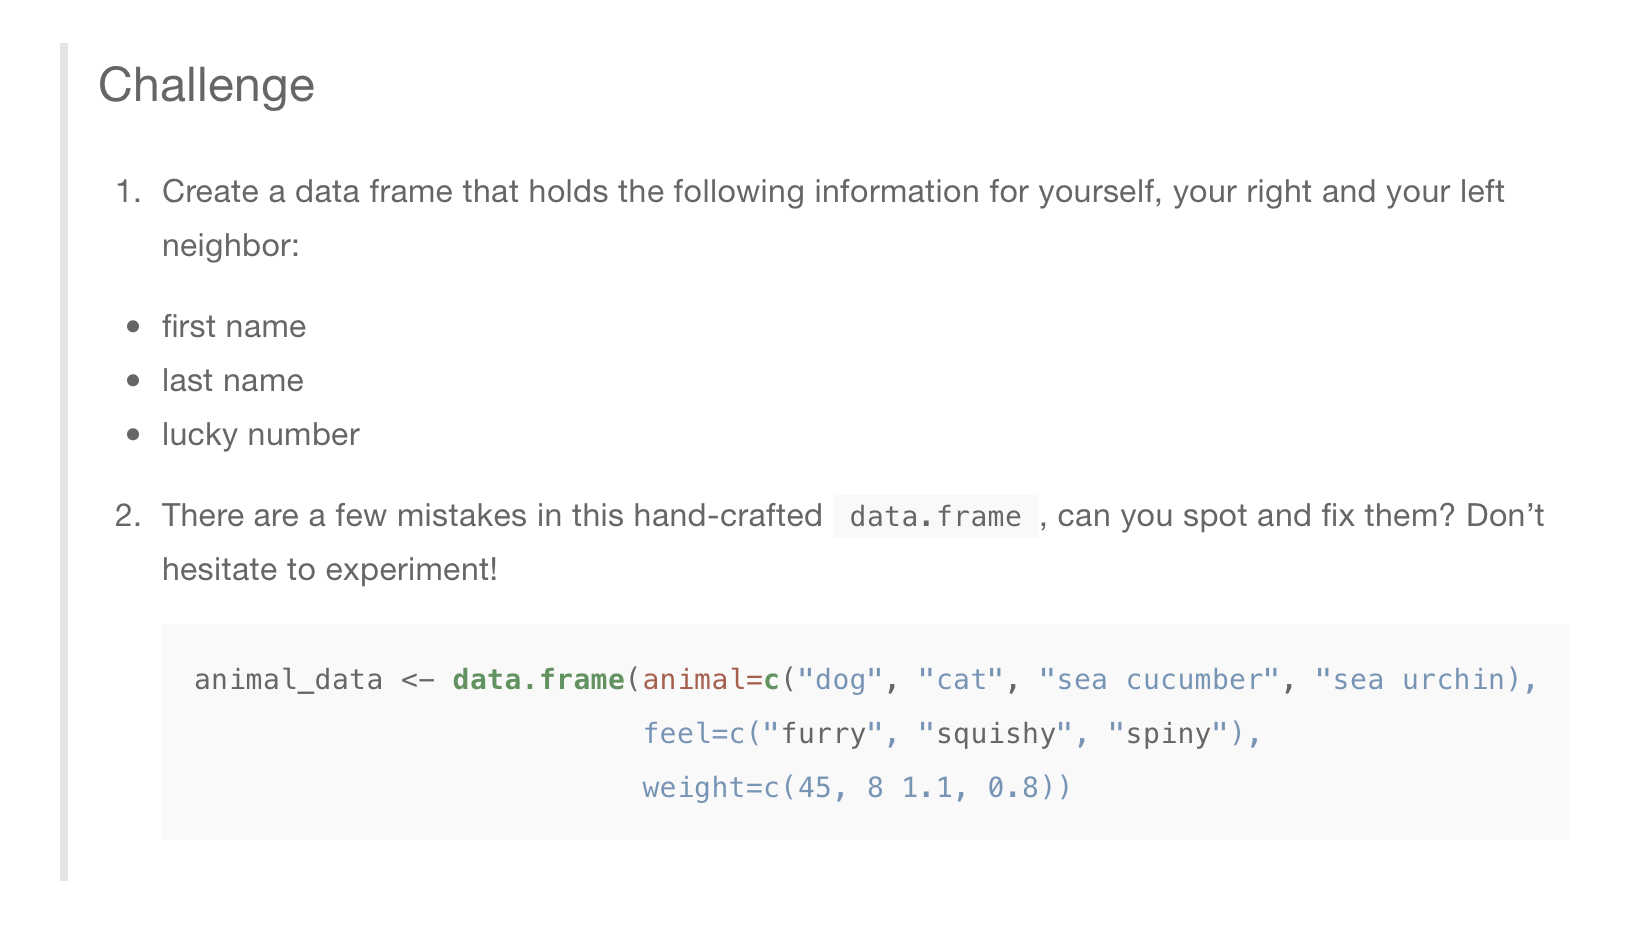 Challenge
1. Create a data frame that holds the following information for yourself, your right and your left
neighbor:
• first name
• last name
• lucky number
2. There are a few mistakes in this hand-crafted data.frame , can you spot and fix them? Don’t
hesitate to experiment!
animal_data <- data.frame(animal=c("dog", "cat", "sea cucumber", "sea urchin),
feel=c("furry", "squishy", "spiny"),
weight=c(45, 8 1.1, 0.8))